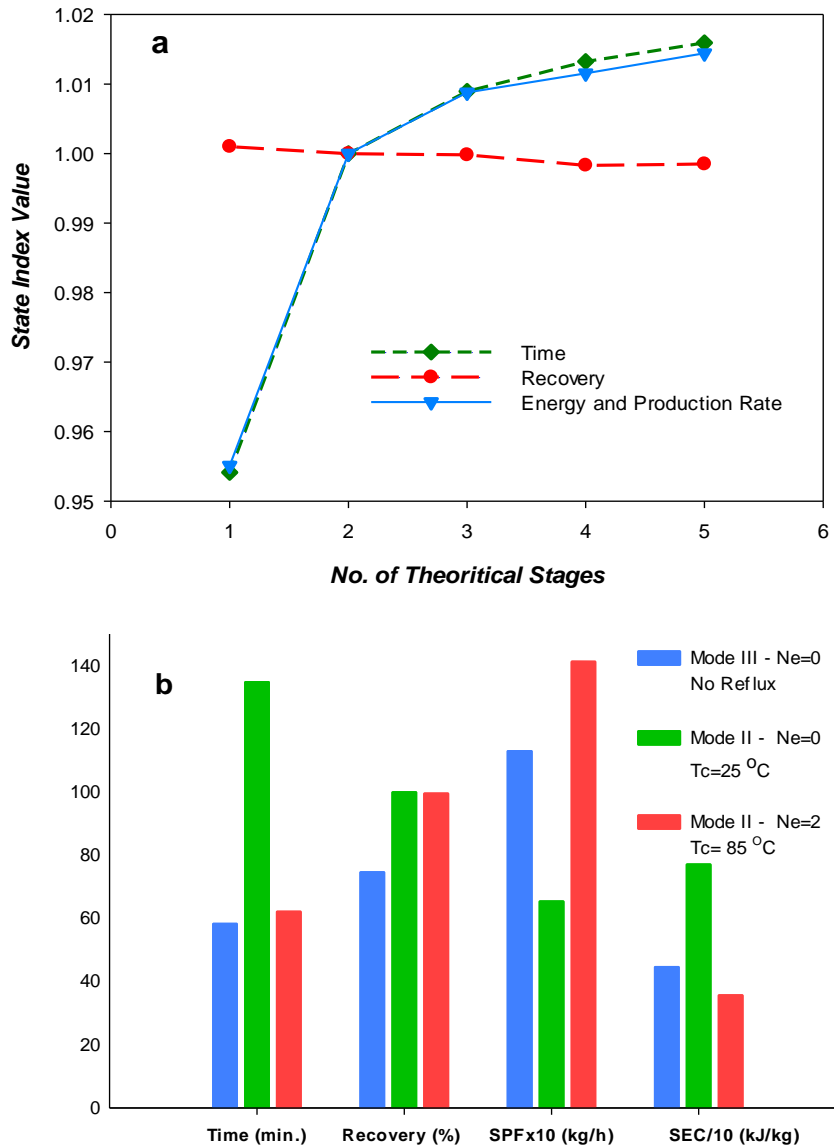 1.02
a
1.01
1.00
0.99
0.98
0.97
0.96
0.95
State Index Value
Time
Recovery
Energy and Production Rate
0 1 2 3 4 5 6
No. of Theoritical Stages
b
140
120
100
80
60
40
20
0
Mode III - Ne=0
No Reflux
Mode II - Ne=0
Tc=25 °C
Mode II - Ne=2
Tc= 85 °C
Time (min.) Recovery (%) SPFx10 (kg/h) SEC/10 (kJ/kg)